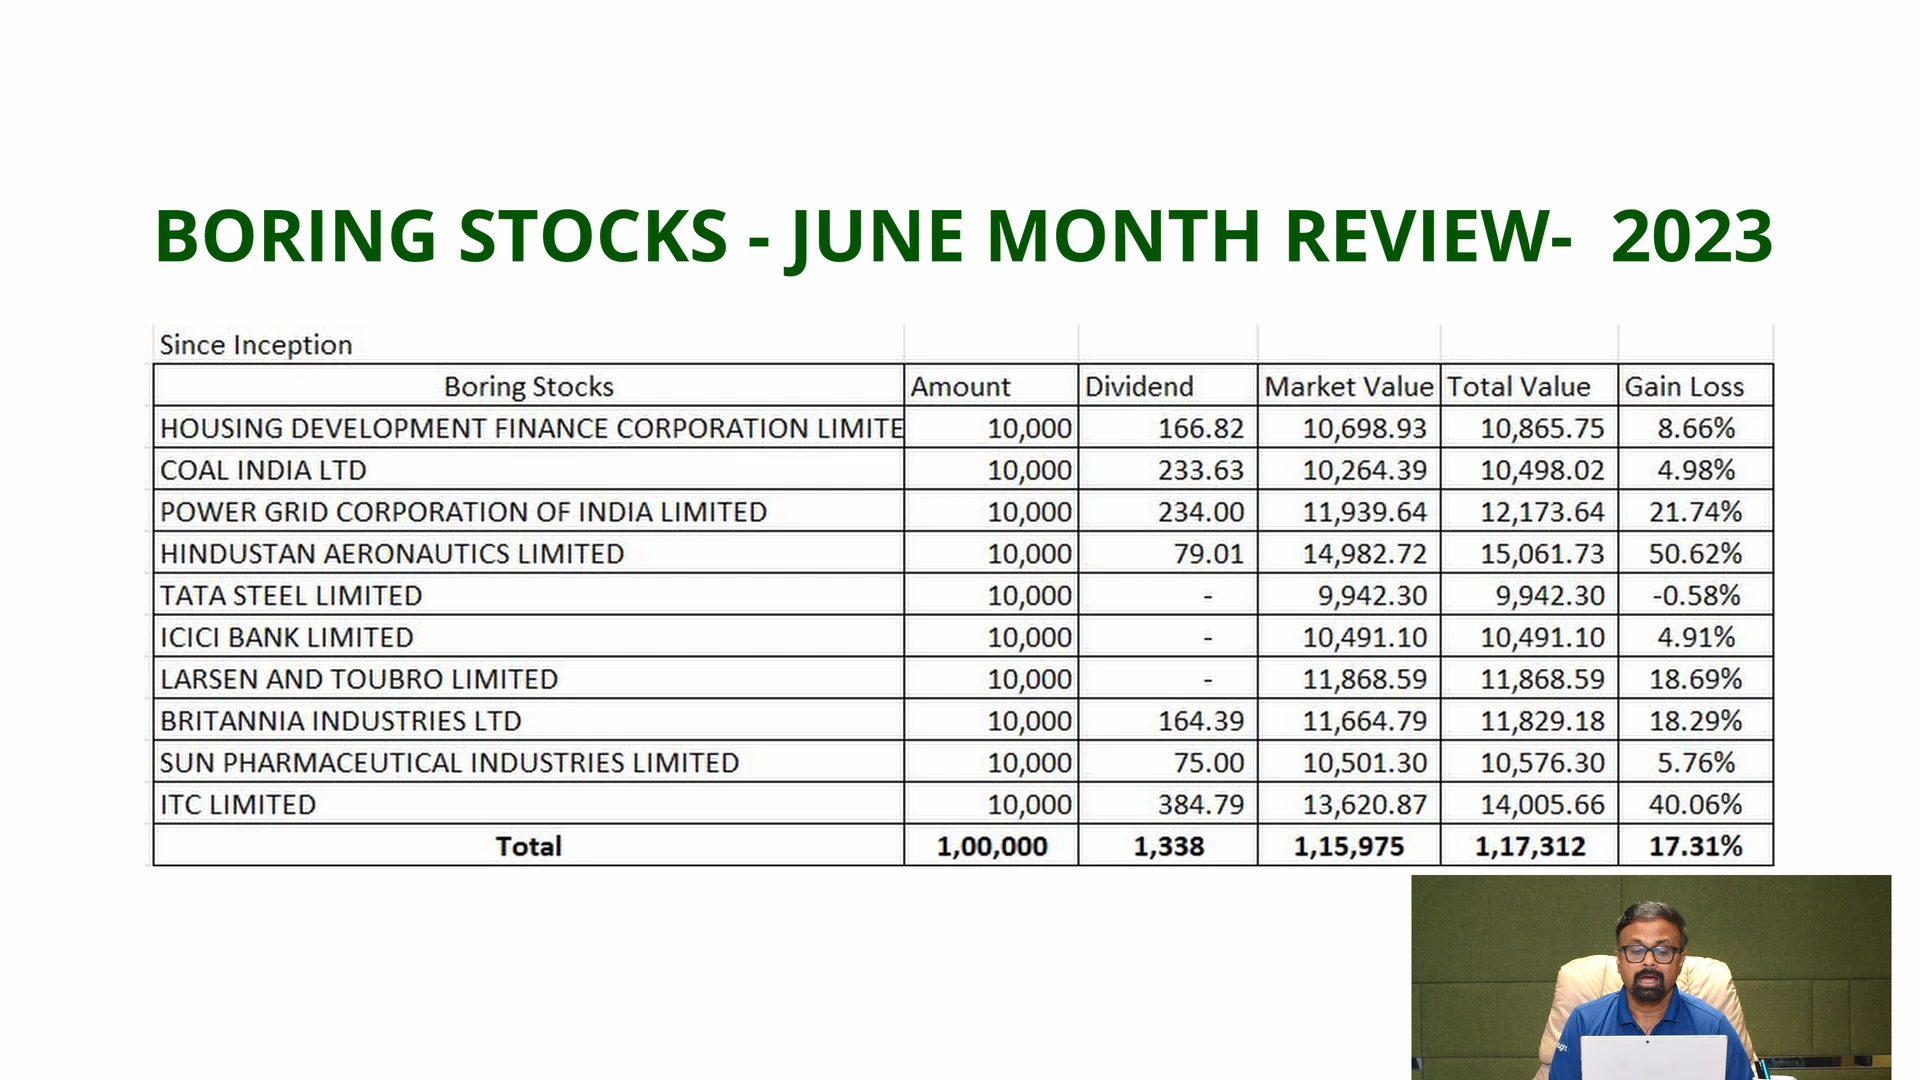 BORING STOCKS - JUNE MONTH REVIEW- 2023
Since Inception
Boring Stocks Amount Dividend Market Value Total Value Gain Loss
HOUSING DEVELOPMENT FINANCE CORPORATION LIMITE 10,000 166.82 10,698.93 10,865.75 8.66%
COAL INDIA LTD 10,000 233.63 10,264.39 10,498.02 4.98%
POWER GRID CORPORATION OF INDIA LIMITED 10,000 234.00 11,939.64 12,173.64 21.74%
HINDUSTAN AERONAUTICS LIMITED 10,000 79.01 14,982.72 15,061.73 50.62%
TATA STEEL LIMITED 10,000 - 9,942.30 9,942.30 -0.58%
ICICI BANK LIMITED 10,000 - 10,491.10 10,491.10 4.91%
LARSEN AND TOUBRO LIMITED 10,000 - 11,868.59 11,868.59 18.69%
BRITANNIA INDUSTRIES LTD 10,000 164.39 11,664.79 11,829.18 18.29%
SUN PHARMACEUTICAL INDUSTRIES LIMITED 10,000 75.00 10,501.30 10,576.30 5.76%
ITC LIMITED 10,000 384.79 13,620.87 14,005.66 40.06%
Total 1,00,000 1,338 1,15,975 1,17,312 17.31%